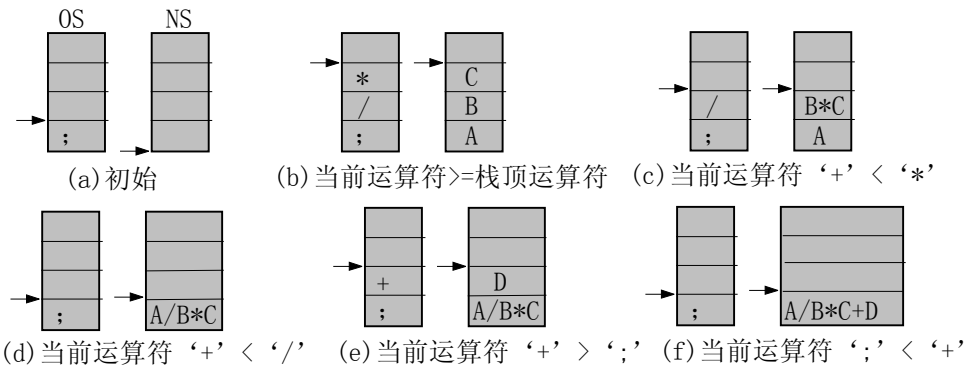 OS NS
;
(a)初始
*
/
;
C
B
A
(b)当前运算符>=栈顶运算符
/
;
B*C
A
(c)当前运算符‘+’<‘*’
;
A/B*C
(d)当前运算符‘+’<‘/’
+
;
D
A/B*C
(e)当前运算符‘+’>‘;’
;
A/B*C+D
(f)当前运算符‘;’<‘+’